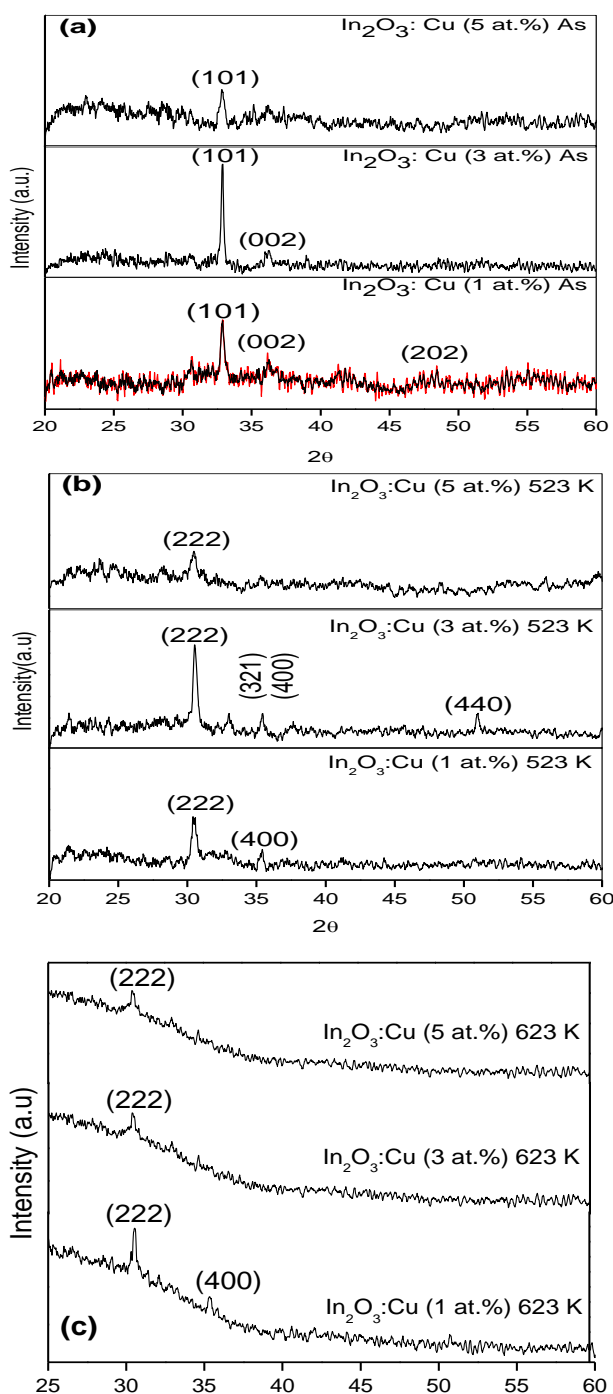 (a)
In₂O₃: Cu (5 at.%) As
(101)
In₂O₃: Cu (3 at.%) As
(101)
(002)
In₂O₃: Cu (1 at.%) As
(101)
(002)
(202)
Intensity (a.u.)
20 25 30 35 40 45 50 55 60
2θ
(b)
In₂O₃:Cu (5 at.%) 523 K
(222)
In₂O₃:Cu (3 at.%) 523 K
(222)
(321)
(400)
(440)
In₂O₃:Cu (1 at.%) 523 K
(222)
(400)
Intensity(a.u)
20 25 30 35 40 45 50 55 60
2θ
(222)
In₂O₃:Cu (5 at.%) 623 K
(222)
In₂O₃:Cu (3 at.%) 623 K
(222)
(400)
In₂O₃:Cu (1 at.%) 623 K
(c)
Intensity (a.u)
25 30 35 40 45 50 55 60